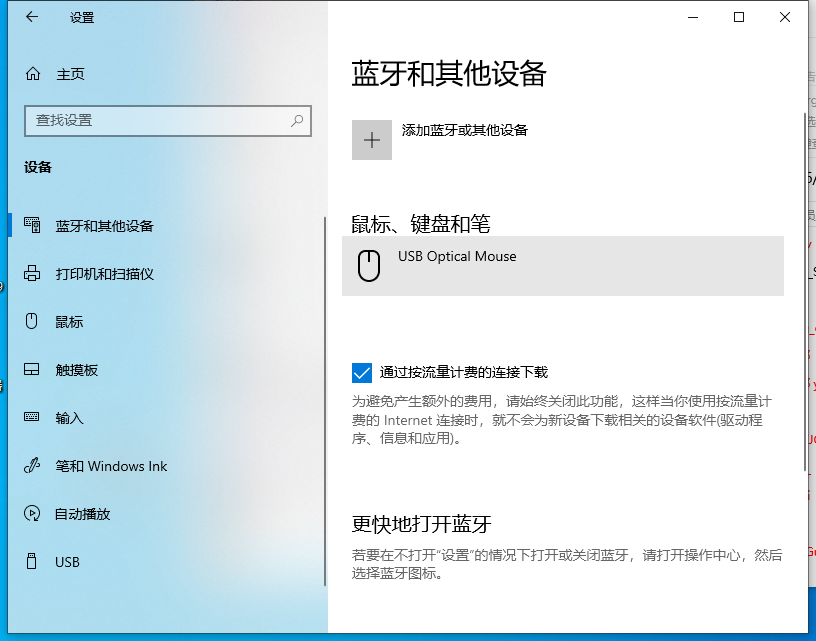 设置
主页
查找设置
设备
蓝牙和其他设备
打印机和扫描仪
鼠标
触摸板
输入
笔和 Windows Ink
自动播放
USB
蓝牙和其他设备
添加蓝牙或其他设备
鼠标、键盘和笔
USB Optical Mouse
通过按流量计费的连接下载
为避免产生额外的费用，请始终关闭此功能，这样当你使用按流量计
费的 Internet 连接时，就不会为新设备下载相关的设备软件(驱动程
序、信息和应用)。
更快地打开蓝牙
若要在不打开“设置”的情况下打开或关闭蓝牙，请打开操作中心，然后
选择蓝牙图标。